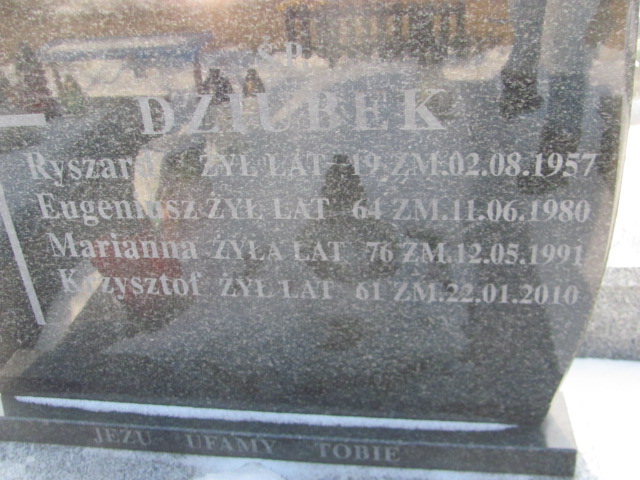 Ś.P.
DZIUBEK
Ryszard ŻYŁ LAT 19 ZM.02.08.1957
Eugeniusz ŻYŁ LAT 64 ZM.11.06.1980
Marianna ŻYŁA LAT 76 ZM.12.05.1991
Krzysztof ŻYŁ LAT 61 ZM.22.01.2010
JEZU UFAMY TOBIE